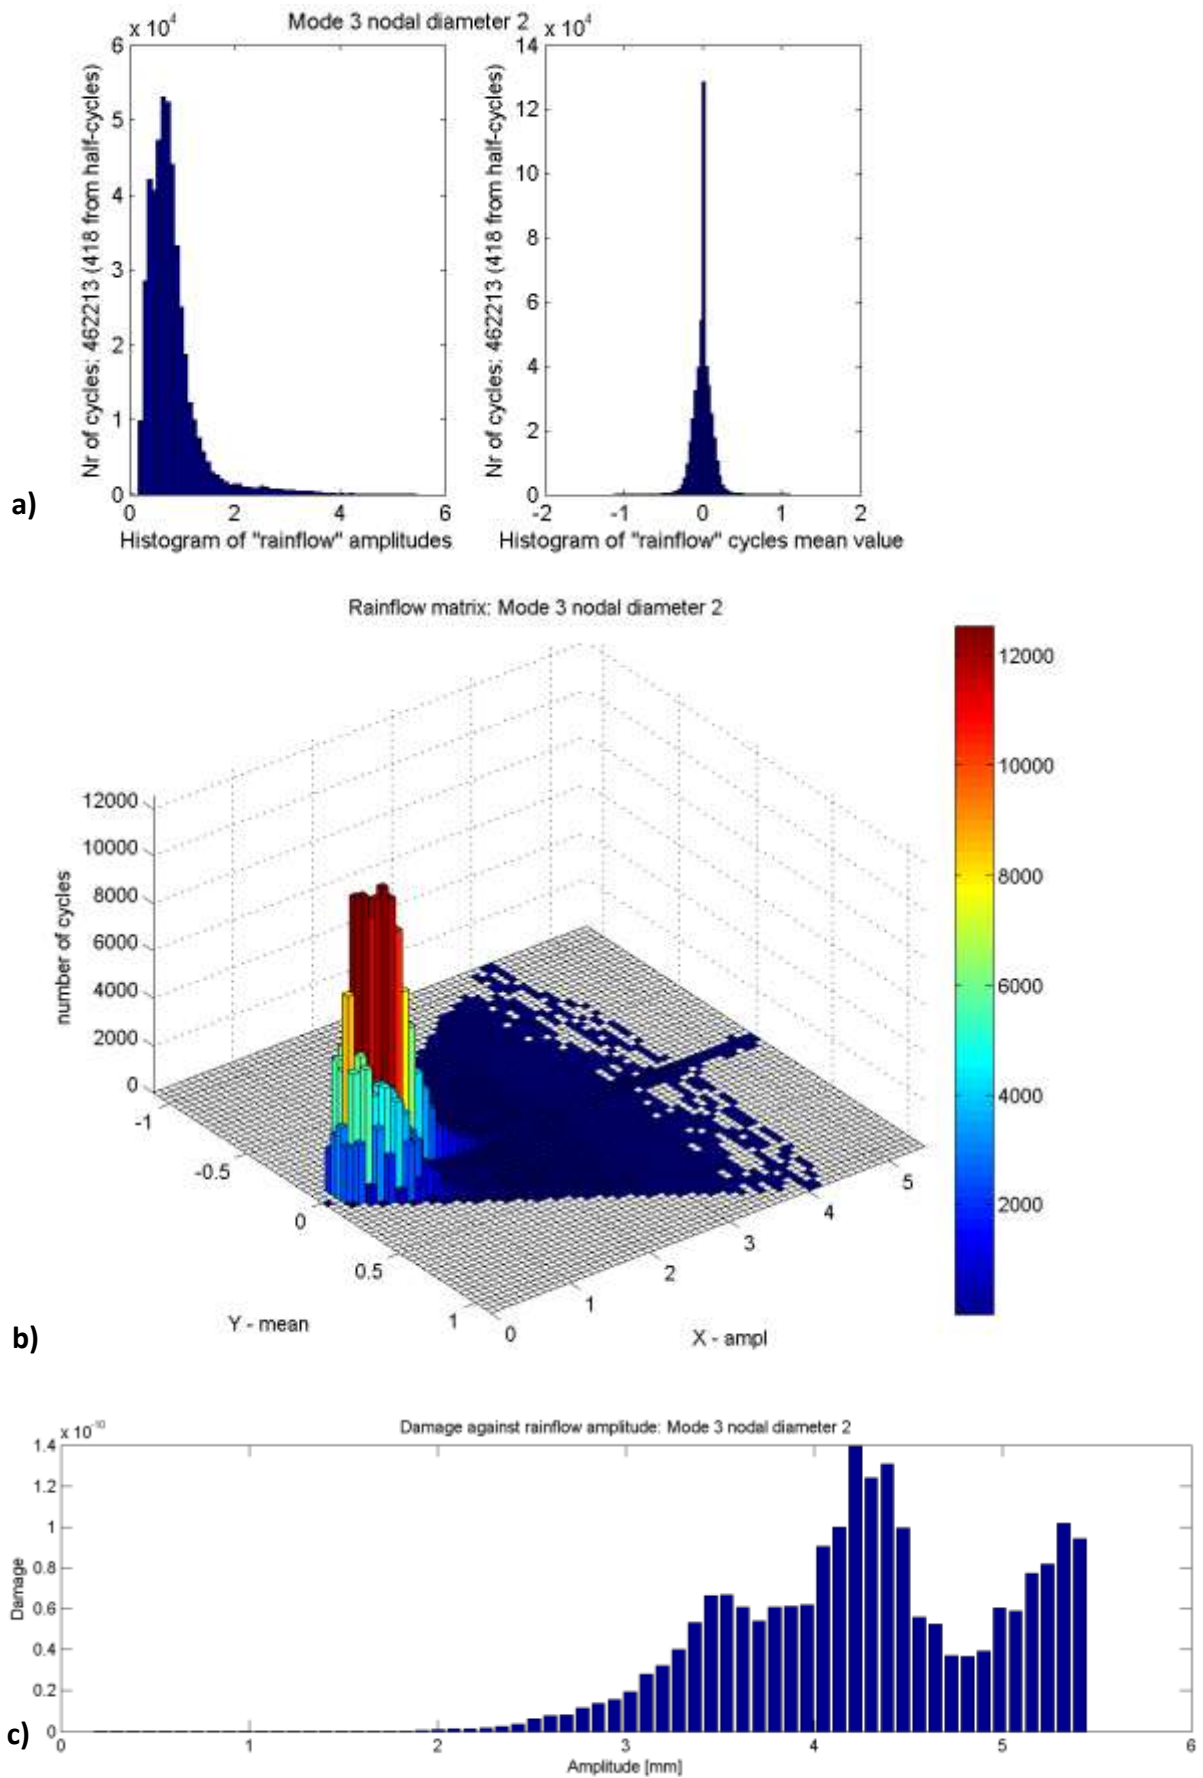 Mode 3 nodal diameter 2
x 10^4
x 10^4
Nr of cycles: 462213 (418 from half-cycles)
6
5
4
3
2
1
0
0 2 4 6
Histogram of "rainflow" amplitudes
Nr of cycles: 462213 (418 from half-cycles)
14
12
10
8
6
4
2
0
-2 -1 0 1 2
Histogram of "rainflow" cycles mean value
a)
Rainflow matrix: Mode 3 nodal diameter 2
number of cycles
12000
10000
8000
6000
4000
2000
0
-1
-0.5
0
0.5
1
Y - mean
0
1
2
3
4
5
X - ampl
12000
10000
8000
6000
4000
2000
b)
Damage against rainflow amplitude: Mode 3 nodal diameter 2
x 10^-10
Damage
1.4
1.2
1
0.8
0.6
0.4
0.2
0
0 1 2 3 4 5 6
Amplitude [mm]
c)